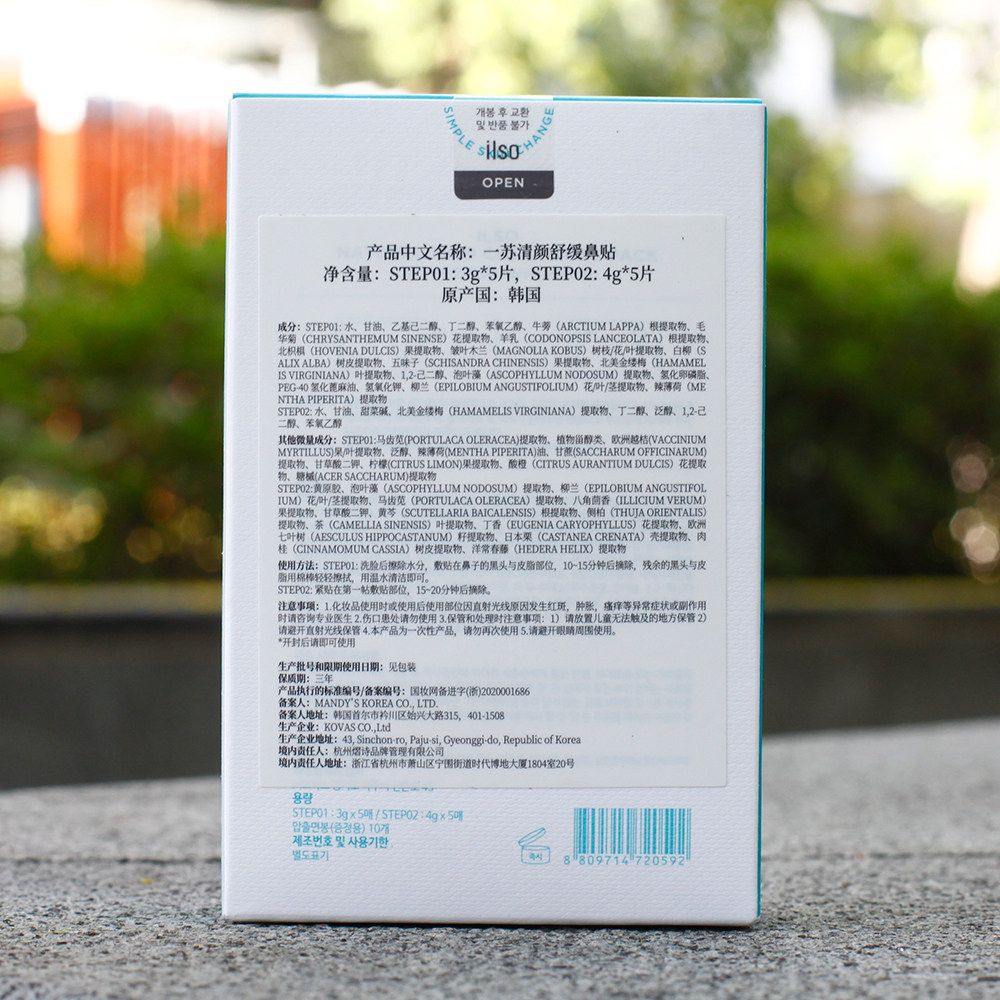 개봉 후 교환
및 반품 불가
SIMPLE SKIN CHANGE
ilso
OPEN
产品中文名称：一苏清颜舒缓鼻贴
净含量：STEP01: 3g*5片，STEP02: 4g*5片
原产国：韩国
成分：STEP01: 水、甘油、乙基己二醇、丁二醇、苯氧乙醇、牛蒡（ARCTIUM LAPPA）根提取物、毛
华菊（CHRYSANTHEMUM SINENSE）花提取物、羊乳（CODONOPSIS LANCEOLATA）根提取物、
北枳椇（HOVENIA DULCIS）果提取物、皱叶木兰（MAGNOLIA KOBUS）树枝/花/叶提取物、白柳（S
ALIX ALBA）树皮提取物、五味子（SCHISANDRA CHINENSIS）果提取物、北美金缕梅（HAMAMEL
IS VIRGINIANA）叶提取物、1,2-己二醇、泡叶藻（ASCOPHYLLUM NODOSUM）提取物、氢化卵磷脂、
PEG-40 氢化蓖麻油、氢氧化钾、柳兰（EPILOBIUM ANGUSTIFOLIUM）花/叶/茎提取物、辣薄荷（ME
NTHA PIPERITA）提取物
STEP02: 水、甘油、甜菜碱、北美金缕梅（HAMAMELIS VIRGINIANA）提取物、丁二醇、泛醇、1,2-己
二醇、苯氧乙醇
其他微量成分：STEP01:马齿苋(PORTULACA OLERACEA)提取物、植物甾醇类、欧洲越桔(VACCINIUM
MYRTILLUS)果/叶提取物、泛醇、辣薄荷(MENTHA PIPERITA)油、甘蔗(SACCHARUM OFFICINARUM)
提取物、甘草酸二钾、柠檬(CITRUS LIMON)果提取物、酸橙（CITRUS AURANTIUM DULCIS）花提取
物、糖槭(ACER SACCHARUM)提取物
STEP02:黄原胶、泡叶藻（ASCOPHYLLUM NODOSUM）提取物、柳兰（EPILOBIUM ANGUSTIFOL
IUM）花/叶/茎提取物、马齿苋（PORTULACA OLERACEA）提取物、八角茴香（ILLICIUM VERUM）
果提取物、甘草酸二钾、黄芩（SCUTELLARIA BAICALENSIS）根提取物、侧柏（THUJA ORIENTALIS）
提取物、茶（CAMELLIA SINENSIS）叶提取物、丁香（EUGENIA CARYOPHYLLUS）花提取物、欧洲
七叶树（AESCULUS HIPPOCASTANUM）籽提取物、日本栗（CASTANEA CRENATA）壳提取物、肉
桂（CINNAMOMUM CASSIA）树皮提取物、洋常春藤（HEDERA HELIX）提取物
使用方法：STEP01: 洗脸后擦除水分，敷贴在鼻子的黑头与皮脂部位，10~15分钟后摘除，残余的黑头与皮
脂用棉棒轻轻擦拭，用温水清洁即可。
STEP02: 紧贴在第一帖敷贴部位，15~20分钟后摘除。
注意事项：1.化妆品使用时或使用后使用部位因直射光线原因发生红斑，肿胀，瘙痒等异常症状或副作用
时请咨询专业医生 2.伤口患处请勿使用 3.保管和处理时注意事项：1）请放置儿童无法触及的地方保管 2）
请避开直射光线保管 4.本产品为一次性产品，请勿再次使用 5.请避开眼睛周围使用。
*开封后请即可使用
生产批号和限期使用日期：见包装
保质期：三年
产品执行的标准编号/备案编号：国妆网备进字(浙)2020001686
备案人：MANDY'S KOREA CO., LTD.
备案人地址：韩国首尔市衿川区始兴大路315，401-1508
生产企业：KOVAS CO.,Ltd
生产企业地址：43, Sinchon-ro, Paju-si, Gyeonggi-do, Republic of Korea
境内责任人：杭州熠诗品牌管理有限公司
境内责任人地址：浙江省杭州市萧山区宁围街道时代博地大厦1804室20号
용량
STEP01 : 3g x 5매 / STEP02 : 4g x 5매
압출면봉(증정용) 10개
제조번호 및 사용기한
별도표기
즉시
8 809714 720592